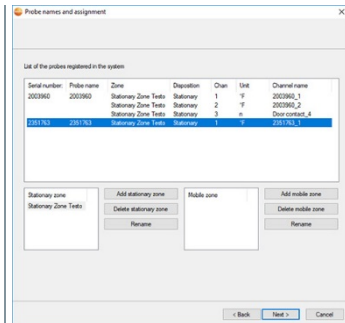 Probe names and assignment
List of the probes registered in the system
Serial number: Probe name Zone Disposition Chan Unit Channel name
2003960 2003960 Stationary Zone Testo Stationary 1 °F 2003960_1
Stationary Zone Testo Stationary 2 °F 2003960_2
Stationary Zone Testo Stationary 3 n Door contact_4
2351763 2351763 Stationary Zone Testo Stationary 1 °F 2351763_1
Stationary zone
Stationary Zone Testo
Add stationary zone
Delete stationary zone
Rename
Mobile zone
Add mobile zone
Delete mobile zone
Rename
< Back Next > Cancel